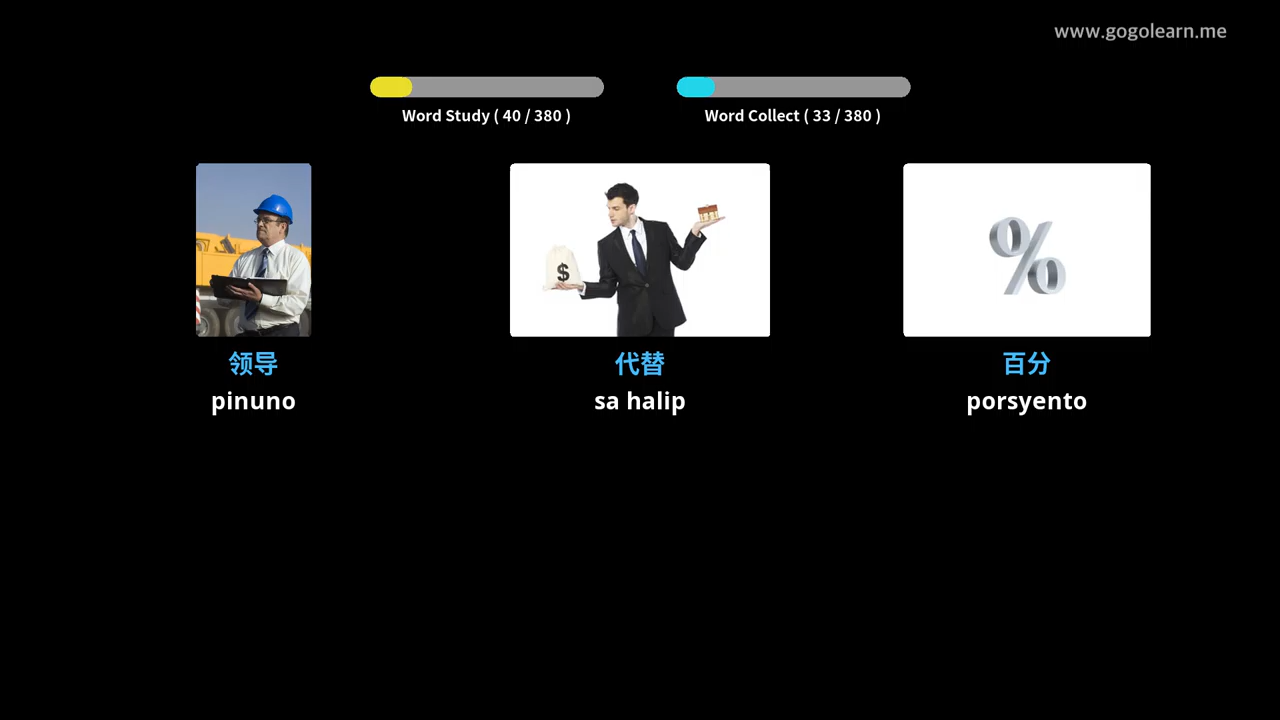 www.gogolearn.me
Word Study ( 40 / 380 )
Word Collect ( 33 / 380 )
$
%
领导
代替
百分
pinuno
sa halip
porsyento